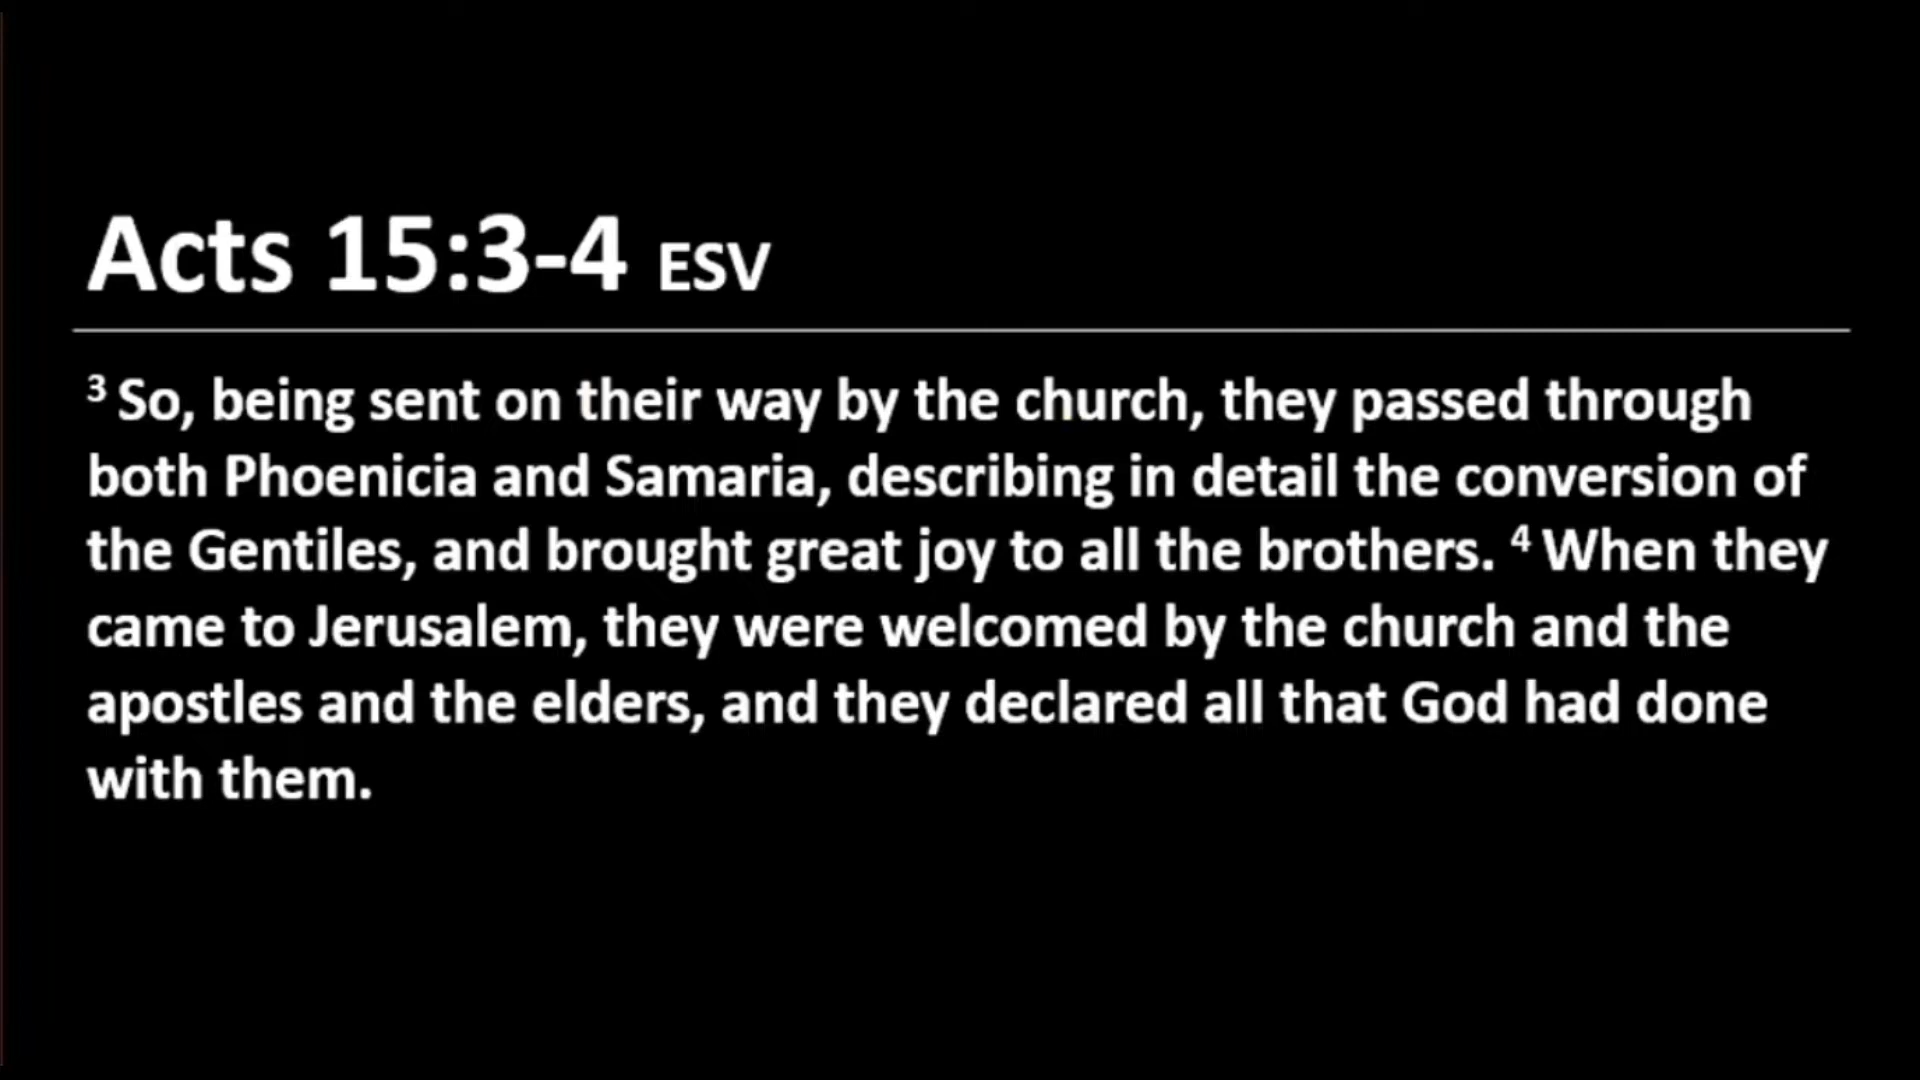 Acts 15:3-4 ESV
3 So, being sent on their way by the church, they passed through
both Phoenicia and Samaria, describing in detail the conversion of
the Gentiles, and brought great joy to all the brothers. 4 When they
came to Jerusalem, they were welcomed by the church and the
apostles and the elders, and they declared all that God had done
with them.